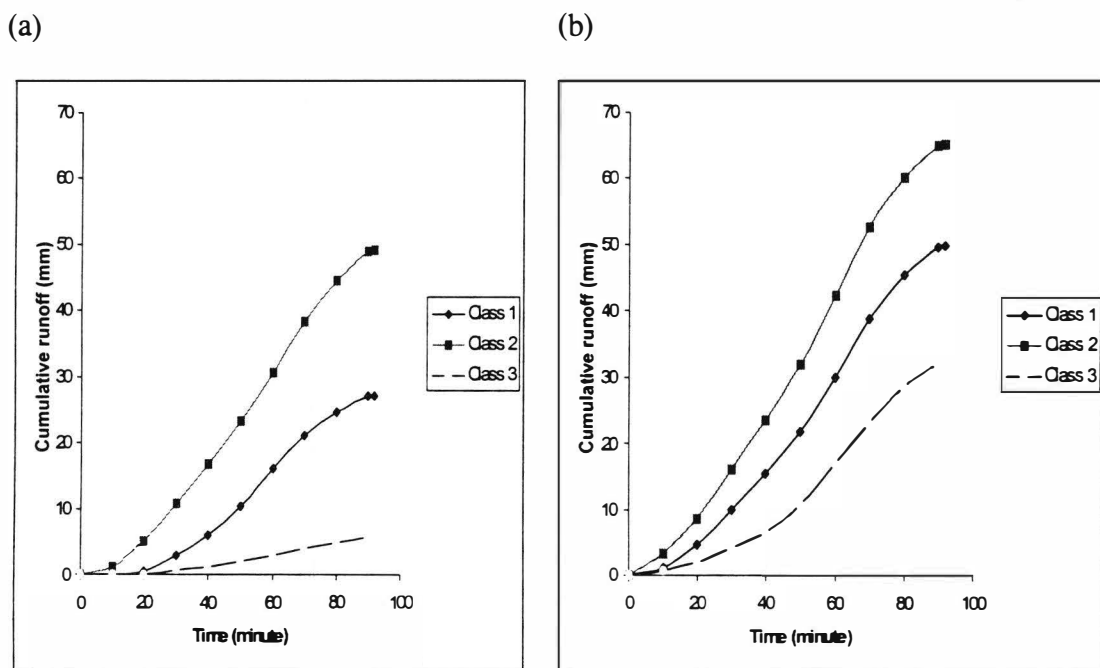 (a)
(b)
Cumulative runoff (mm)
70
60
50
40
30
20
10
0
0 20 40 60 80 100
Time (minute)
Class 1
Class 2
Class 3
Cumulative runoff (mm)
70
60
50
40
30
20
10
0
0 20 40 60 80 100
Time (minute)
Class 1
Class 2
Class 3